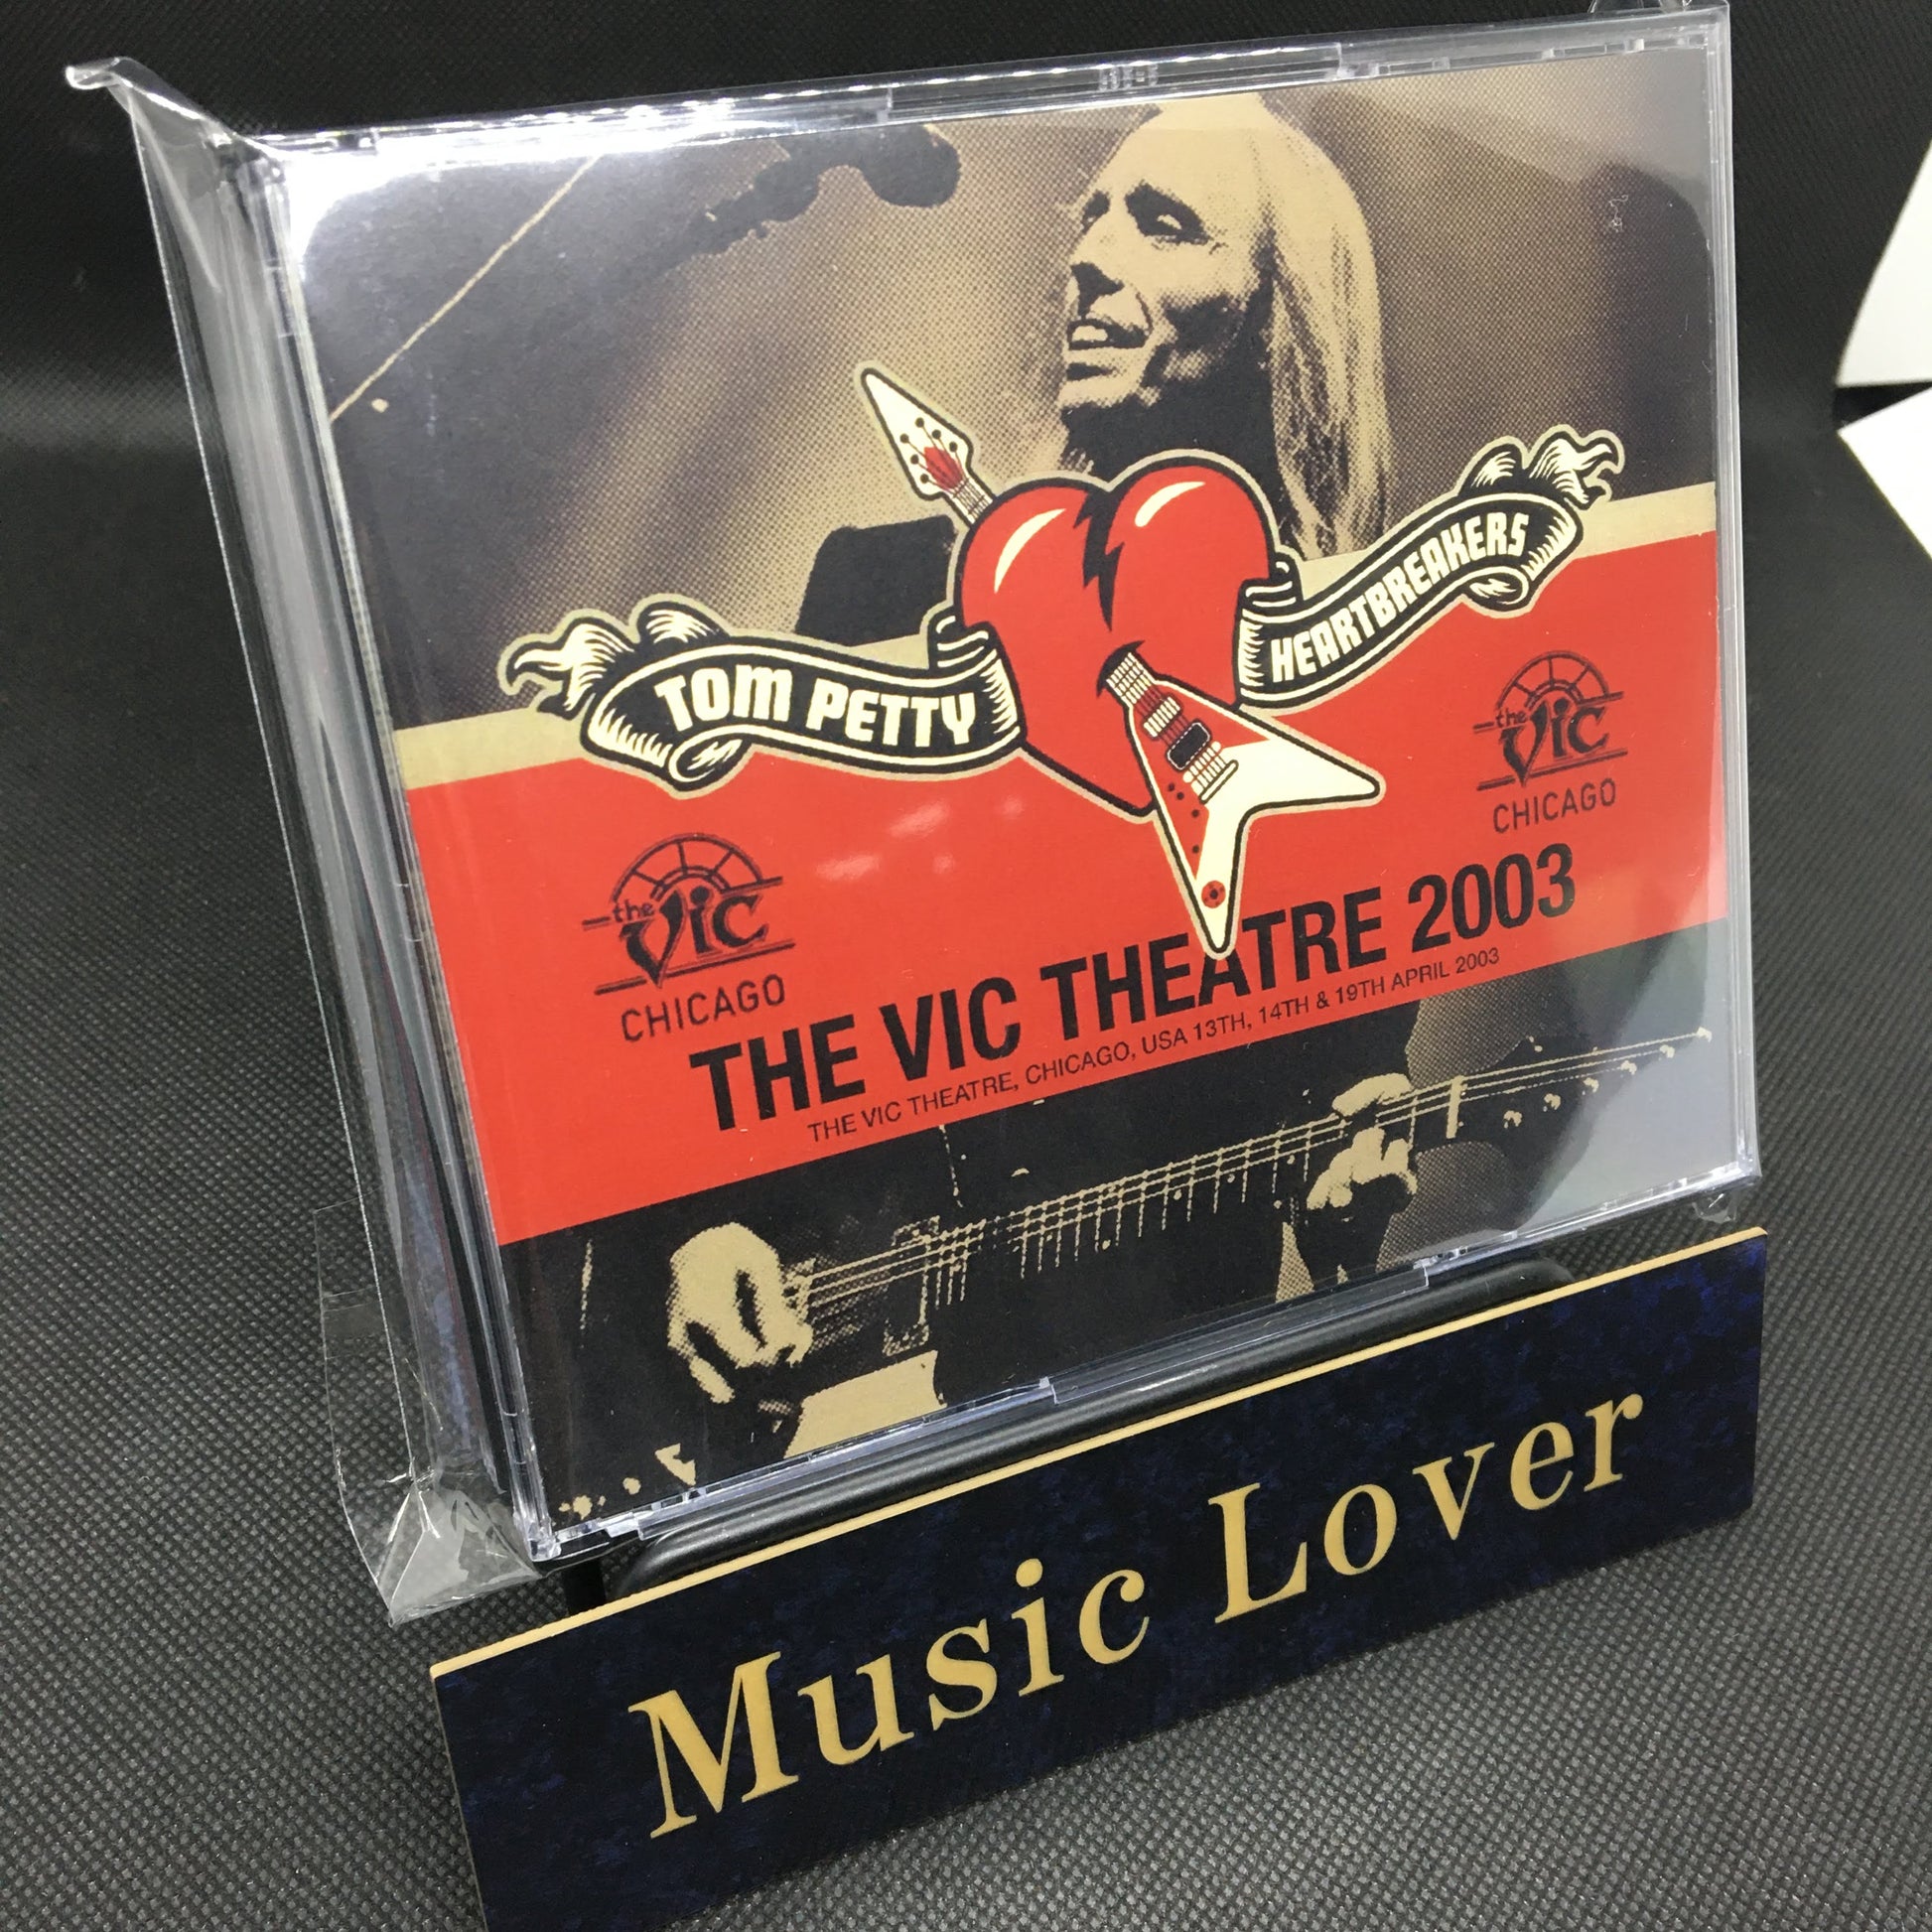 TOM PETTY
HEARTBREAKERS
the Vic
CHICAGO
the Vic
CHICAGO
THE VIC THEATRE 2003
THE VIC THEATRE, CHICAGO, USA 13TH, 14TH & 19TH APRIL 2003
Music Lover